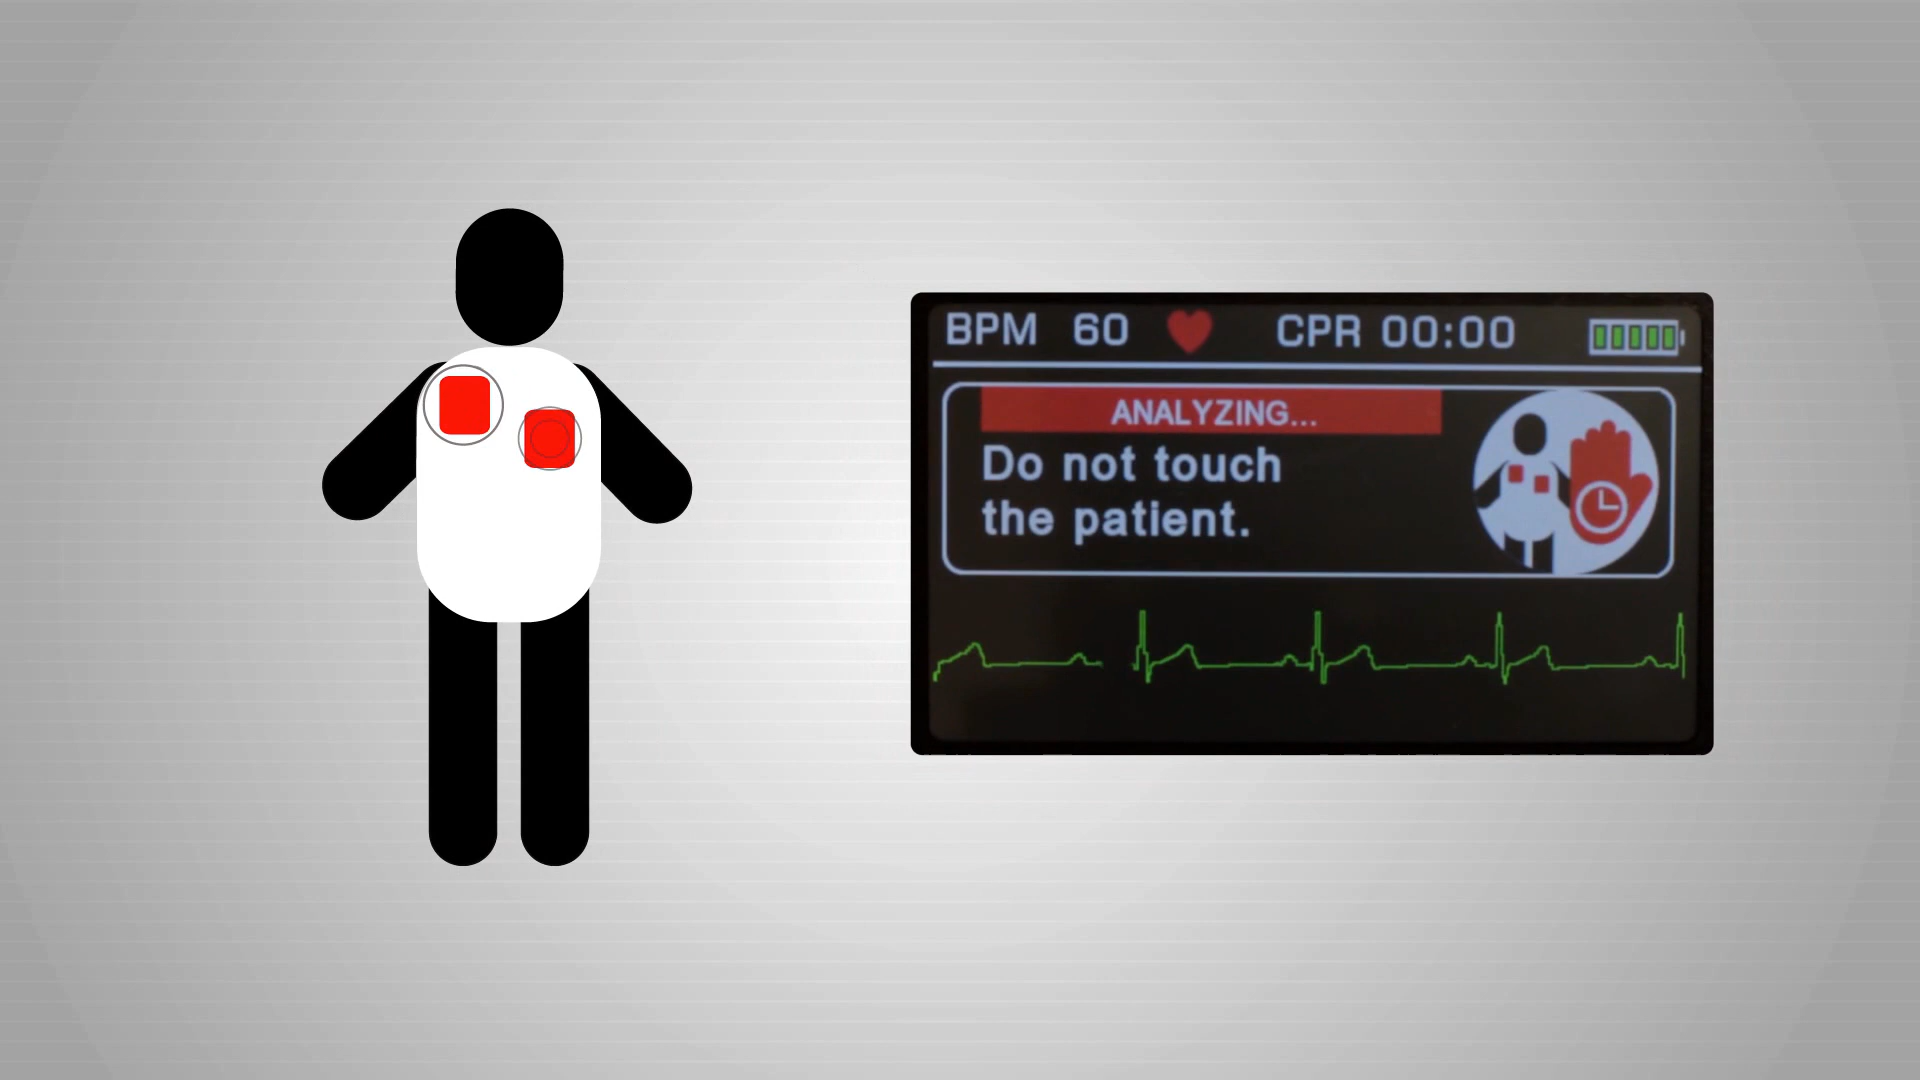 BPM 60 CPR 00:00
ANALYZING...
Do not touch
the patient.